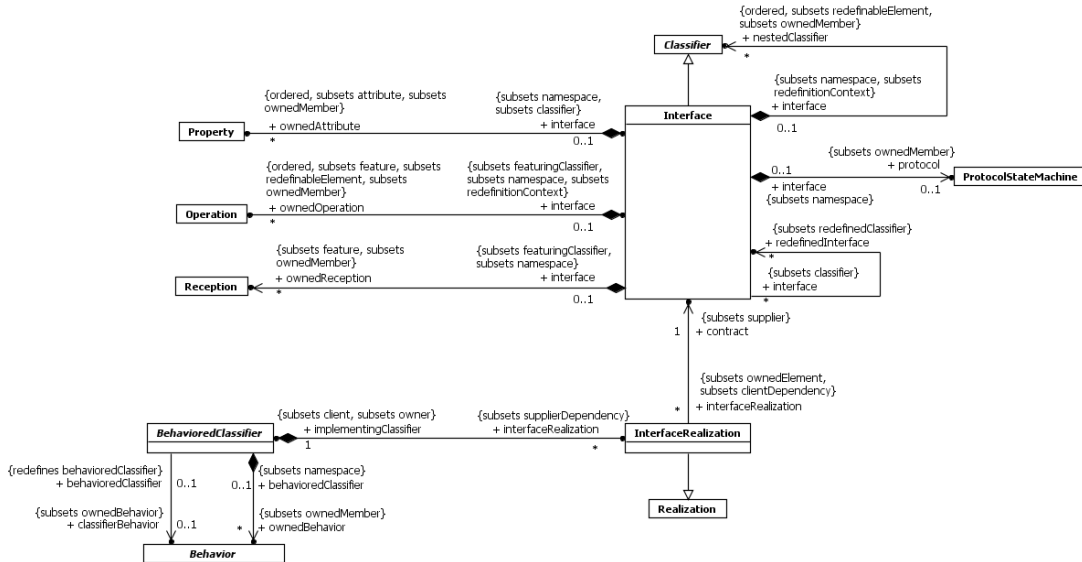 {ordered, subsets redefinableElement,
subsets ownedMember}
+ nestedClassifier
*
Classifier
{subsets namespace, subsets
redefinitionContext}
+ interface
0..1
{ordered, subsets attribute, subsets
ownedMember}
+ ownedAttribute
*
Property
{subsets namespace,
subsets classifier}
+ interface
0..1
Interface
{ordered, subsets feature, subsets
redefinableElement, subsets
ownedMember}
+ ownedOperation
*
Operation
{subsets featuringClassifier,
subsets namespace, subsets
redefinitionContext}
+ interface
0..1
{subsets ownedMember}
+ protocol
0..1
0..1
+ interface
{subsets namespace}
ProtocolStateMachine
{subsets feature, subsets
ownedMember}
+ ownedReception
*
Reception
{subsets featuringClassifier,
subsets namespace}
+ interface
0..1
{subsets redefinedClassifier}
+ redefinedInterface
*
{subsets classifier}
+ interface
*
{subsets supplier}
1
+ contract
{subsets ownedElement,
subsets clientDependency}
* + interfaceRealization
{subsets client, subsets owner}
+ implementingClassifier
1
{subsets supplierDependency}
+ interfaceRealization
*
BehavioredClassifier
InterfaceRealization
{redefines behavioredClassifier}
+ behavioredClassifier
0..1
{subsets namespace}
0..1 + behavioredClassifier
{subsets ownedBehavior}
+ classifierBehavior
0..1
{subsets ownedMember}
* + ownedBehavior
Realization
Behavior